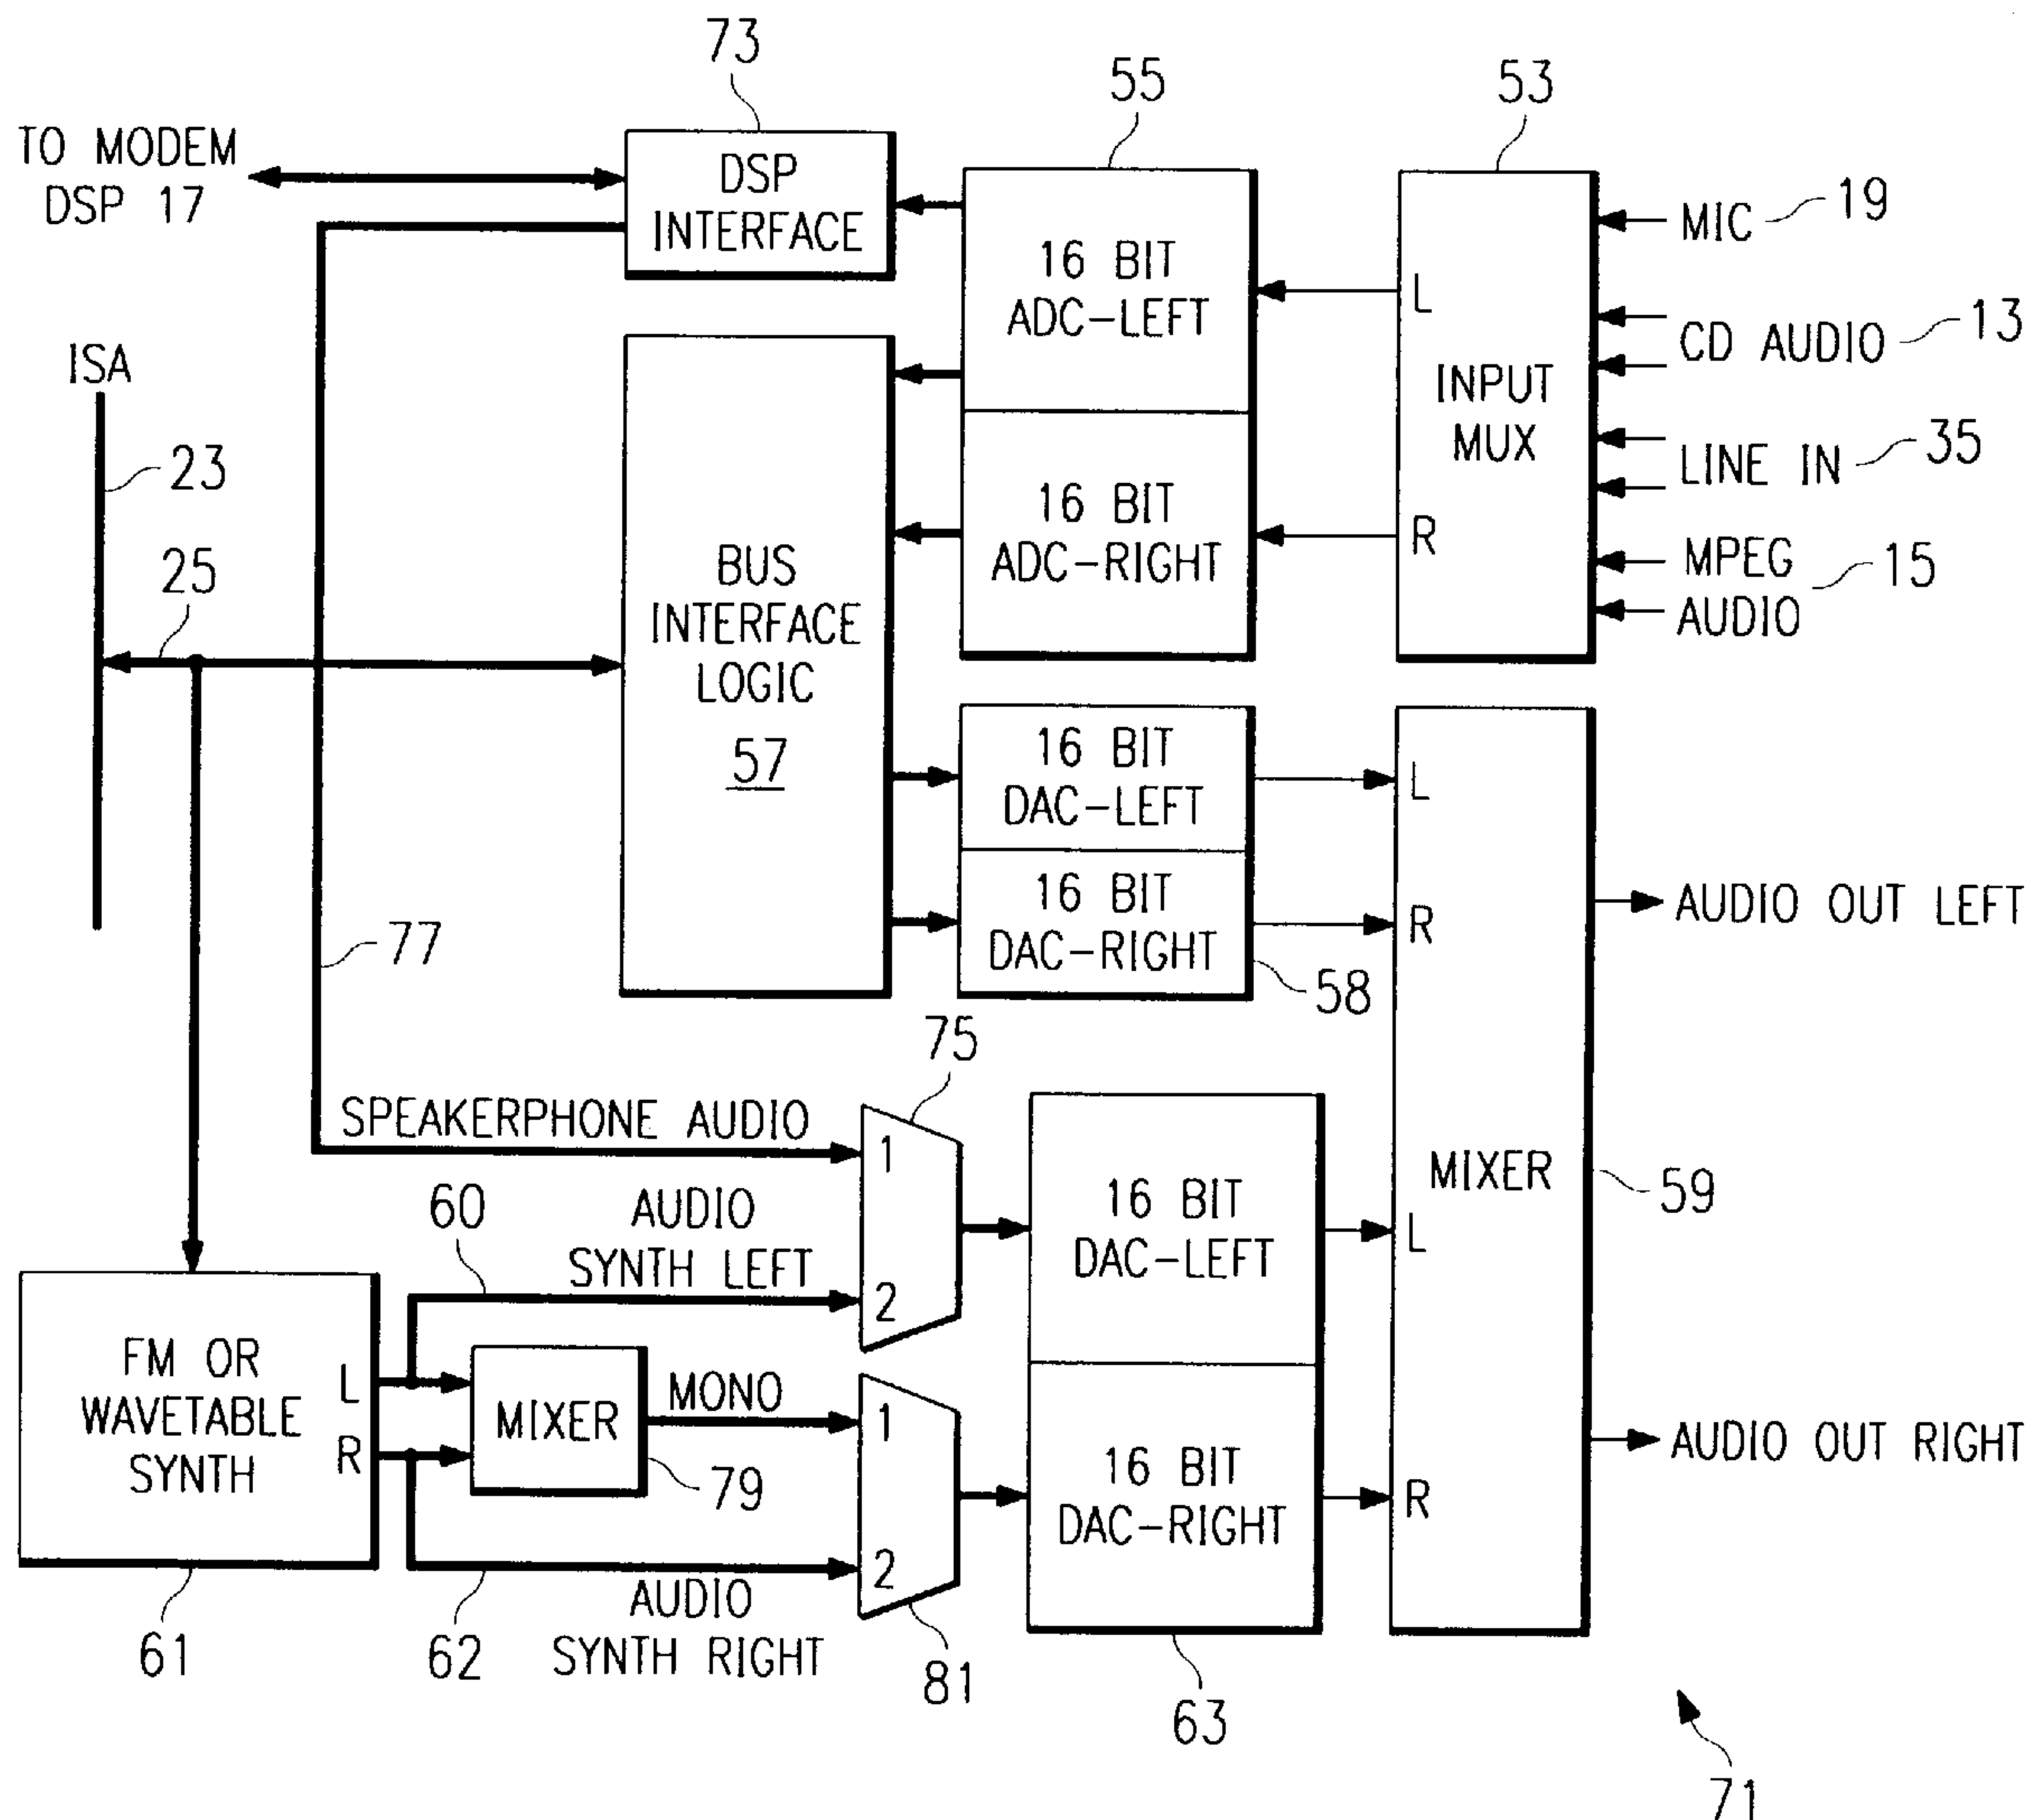 73
55
53
TO MODEM
DSP 17
DSP
INTERFACE
16 BIT
ADC-LEFT
16 BIT
ADC-RIGHT
L
R
INPUT
MUX
MIC
19
CD AUDIO
13
LINE IN
35
MPEG
AUDIO
15
ISA
23
25
77
BUS
INTERFACE
LOGIC
57
16 BIT
DAC-LEFT
16 BIT
DAC-RIGHT
58
L
R
L
R
MIXER
59
AUDIO OUT LEFT
AUDIO OUT RIGHT
75
SPEAKERPHONE AUDIO
1
2
60
AUDIO
SYNTH LEFT
FM OR
WAVETABLE
SYNTH
L
R
61
MIXER
79
MONO
1
2
62
AUDIO
SYNTH RIGHT
81
16 BIT
DAC-LEFT
16 BIT
DAC-RIGHT
63
71